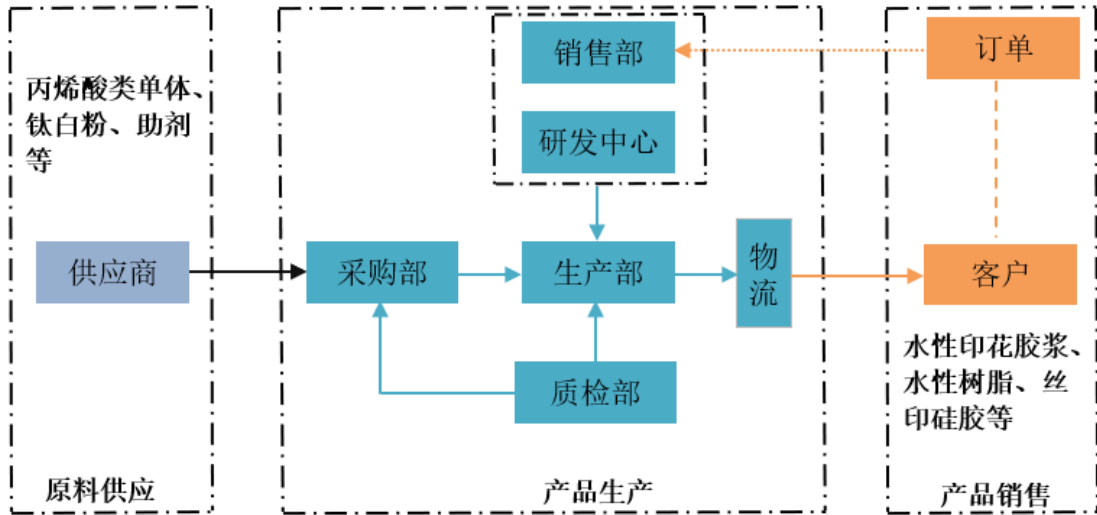 丙烯酸类单体、
钛白粉、助剂
等
供应商
原料供应
销售部
研发中心
采购部
生产部
物
流
质检部
产品生产
订单
客户
水性印花胶浆、
水性树脂、丝
印硅胶等
产品销售